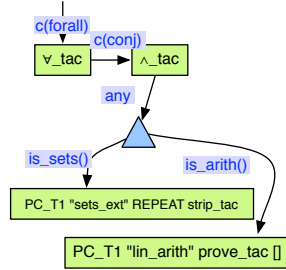 c(forall)
c(conj)
∀_tac
∧_tac
any
is_sets()
is_arith()
PC_T1 "sets_ext" REPEAT strip_tac
PC_T1 "lin_arith" prove_tac []